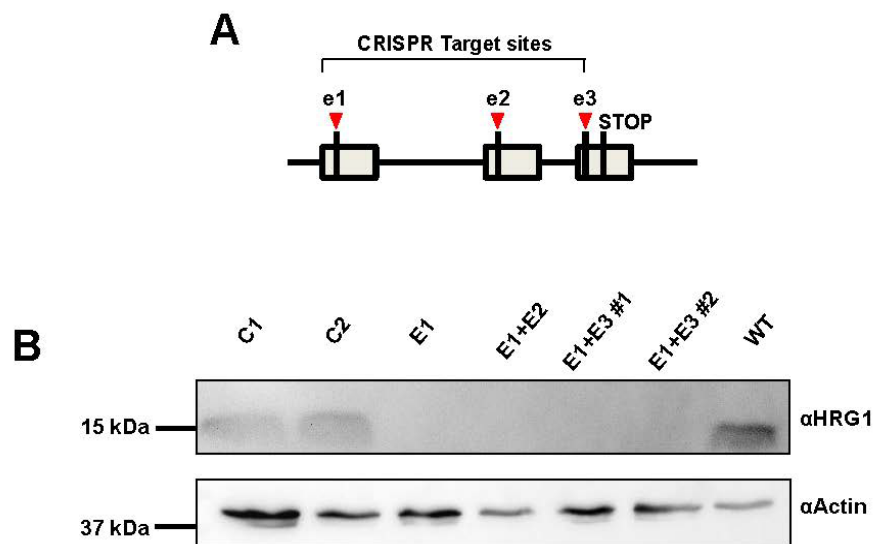 A
CRISPR Target sites
e1 e2 e3
STOP
B
C1 C2 E1 E1+E2 E1+E3 #1 E1+E3 #2 WT
15 kDa αHRG1
37 kDa αActin